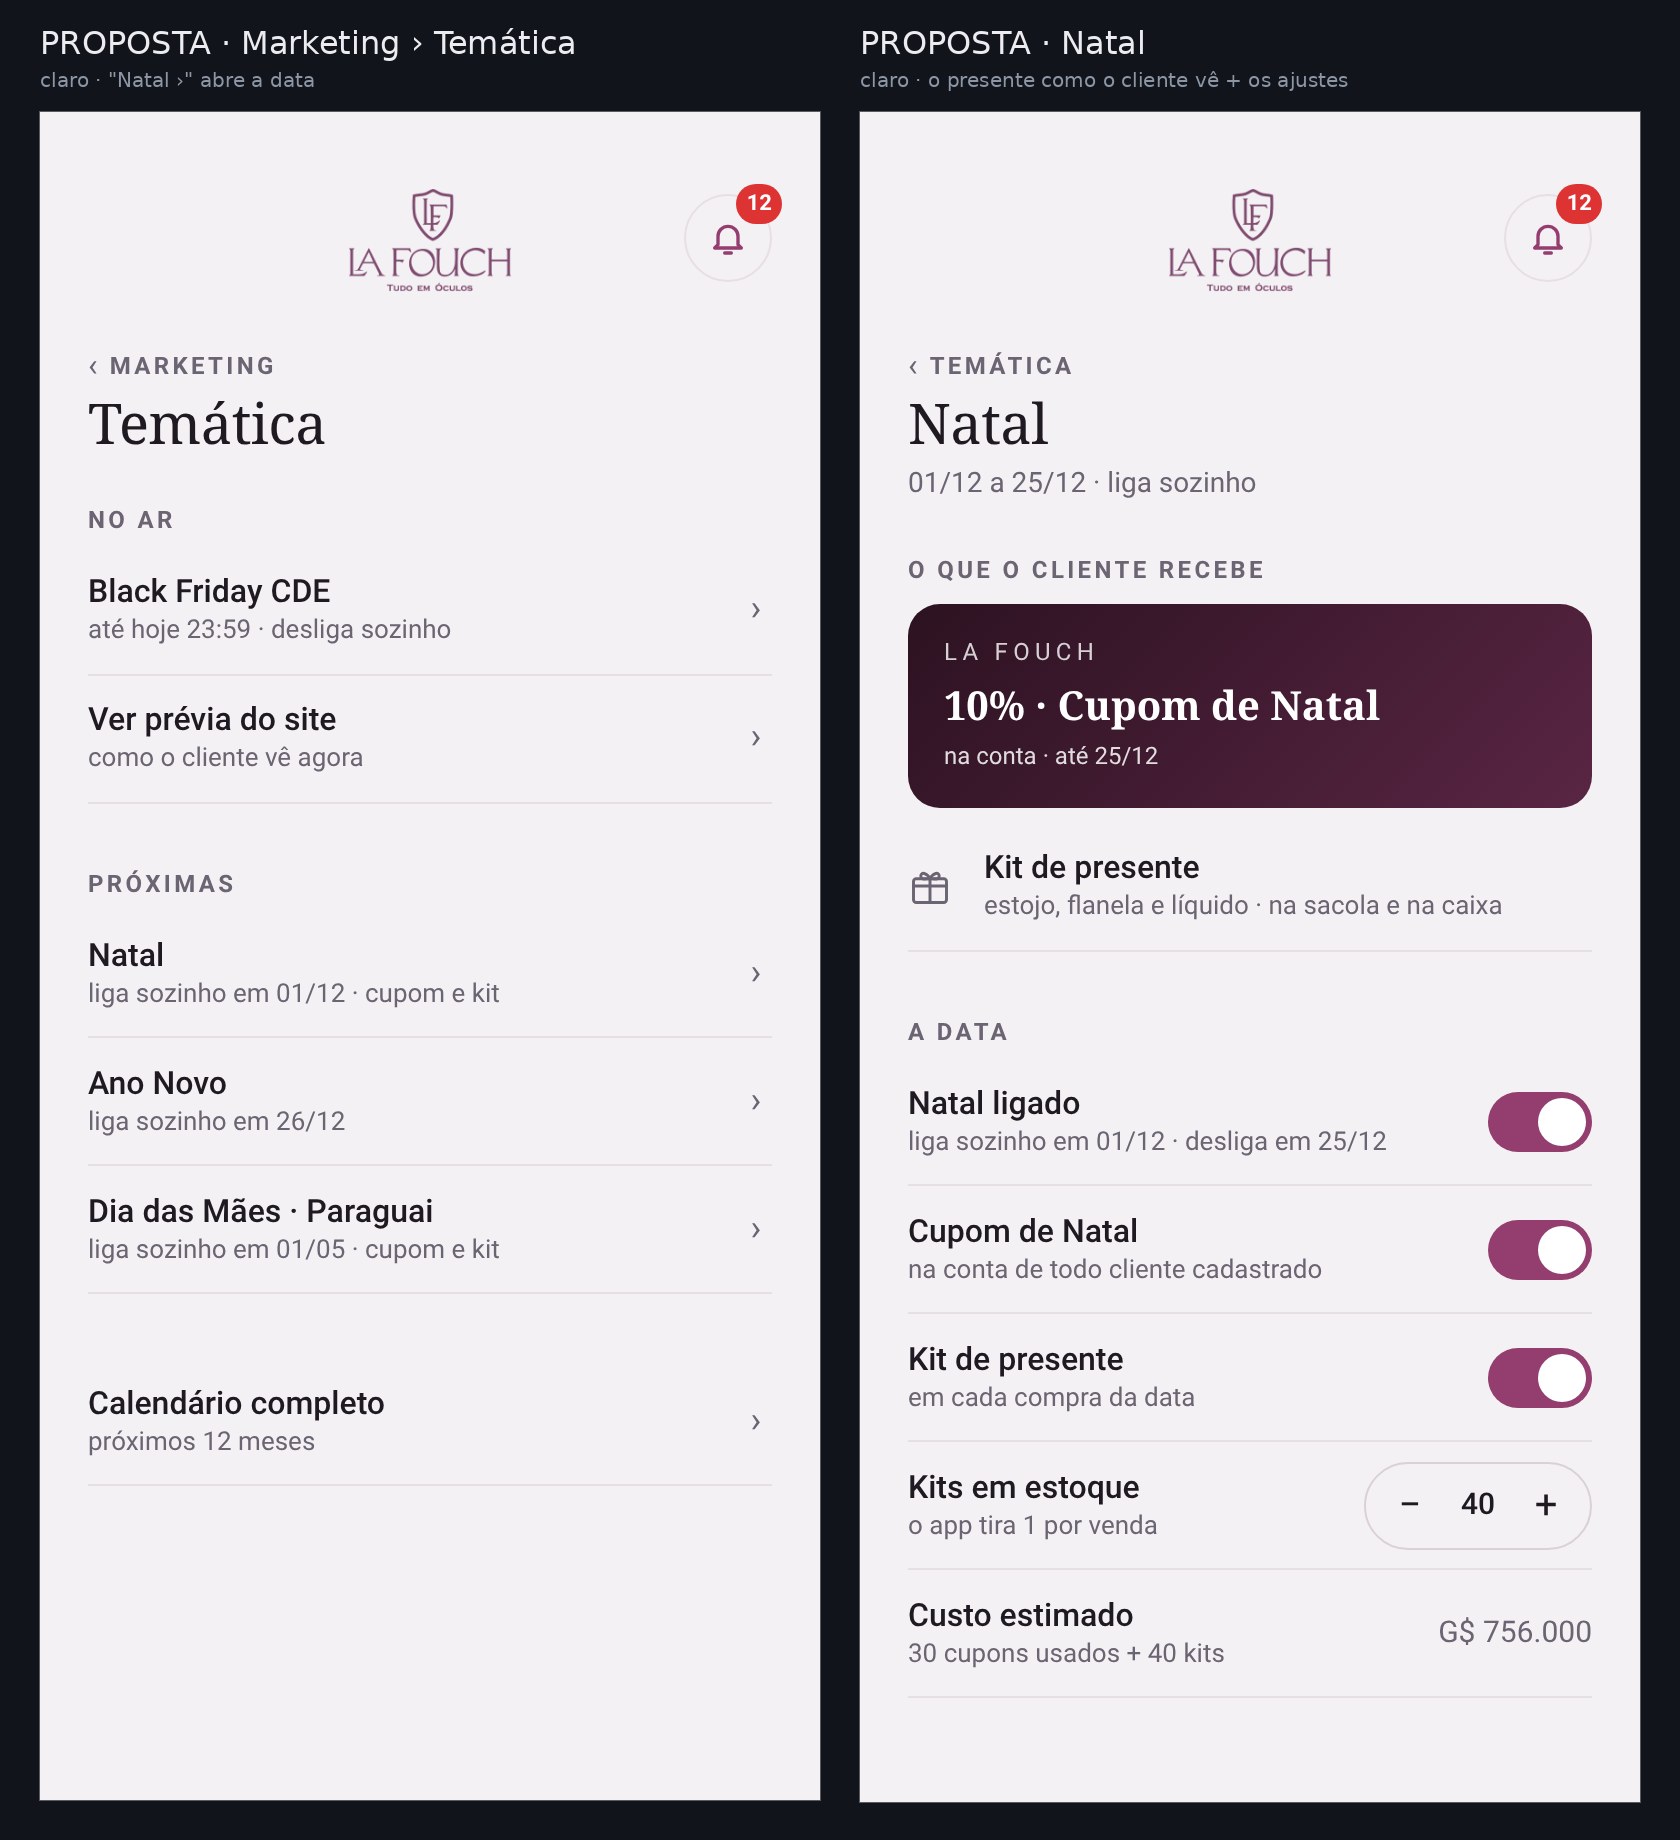 PROPOSTA · Marketing › Temática
claro · "Natal ›" abre a data
LF
LA FOUCH
TUDO EM ÓCULOS
12
‹ MARKETING
Temática
NO AR
Black Friday CDE
até hoje 23:59 · desliga sozinho
›
Ver prévia do site
como o cliente vê agora
›
PRÓXIMAS
Natal
liga sozinho em 01/12 · cupom e kit
›
Ano Novo
liga sozinho em 26/12
›
Dia das Mães · Paraguai
liga sozinho em 01/05 · cupom e kit
›
Calendário completo
próximos 12 meses
›
PROPOSTA · Natal
claro · o presente como o cliente vê + os ajustes
LF
LA FOUCH
TUDO EM ÓCULOS
12
‹ TEMÁTICA
Natal
01/12 a 25/12 · liga sozinho
O QUE O CLIENTE RECEBE
LA FOUCH
10% · Cupom de Natal
na conta · até 25/12
Kit de presente
estojo, flanela e líquido · na sacola e na caixa
A DATA
Natal ligado
liga sozinho em 01/12 · desliga em 25/12
Cupom de Natal
na conta de todo cliente cadastrado
Kit de presente
em cada compra da data
Kits em estoque
o app tira 1 por venda
− 40 +
Custo estimado
30 cupons usados + 40 kits
G$ 756.000